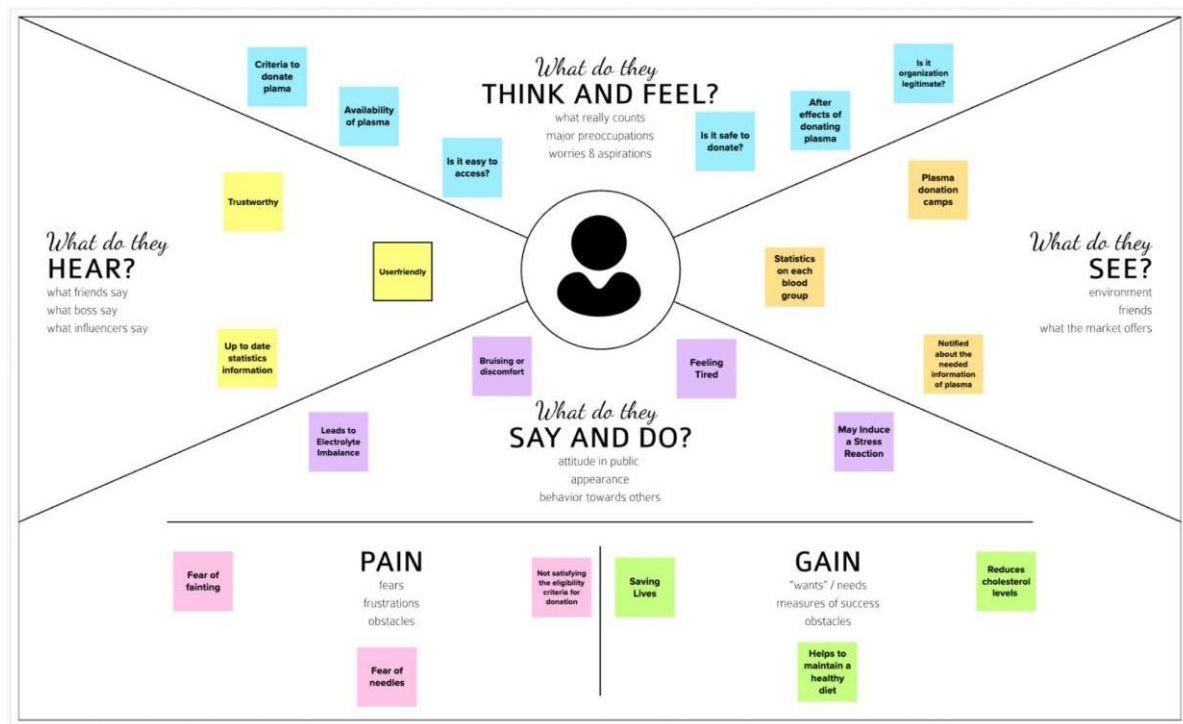 Criteria to
donate
plama
Availability
of plasma
Is it easy to
access?
What do they
THINK AND FEEL?
what really counts
major preoccupations
worries & aspirations
Is it safe to
donate?
After
effects of
donating
plasma
Is it
organization
legitimate?
What do they
HEAR?
what friends say
what boss say
what influencers say
Trustworthy
Userfriendly
Up to date
statistics
information
What do they
SEE?
environment
friends
what the market offers
Plasma
donation
camps
Statistics
on each
blood
group
Notified
about the
needed
information
of plasma
Bruising or
discomfort
Feeling
Tired
Leads to
Electrolyte
Imbalance
What do they
SAY AND DO?
attitude in public
appearance
behavior towards others
May Induce
a Stress
Reaction
Fear of
fainting
PAIN
fears
frustrations
obstacles
Not satisfying
the eligibility
criteria for
donation
Fear of
needles
Saving
Lives
GAIN
"wants" / needs
measures of success
obstacles
Reduces
cholesterol
levels
Helps to
maintain a
healthy
diet